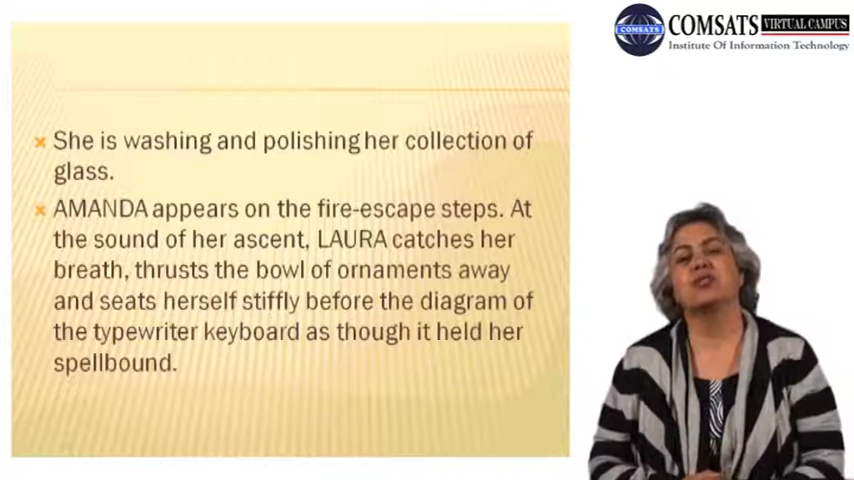 COMSATS VIRTUAL CAMPUS
COMSATS
Institute Of Information Technology
She is washing and polishing her collection of
glass.
AMANDA appears on the fire-escape steps. At
the sound of her ascent, LAURA catches her
breath, thrusts the bowl of ornaments away
and seats herself stiffly before the diagram of
the typewriter keyboard as though it held her
spellbound.